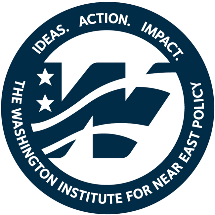 IDEAS. ACTION. IMPACT.
W
THE WASHINGTON INSTITUTE FOR NEAR EAST POLICY